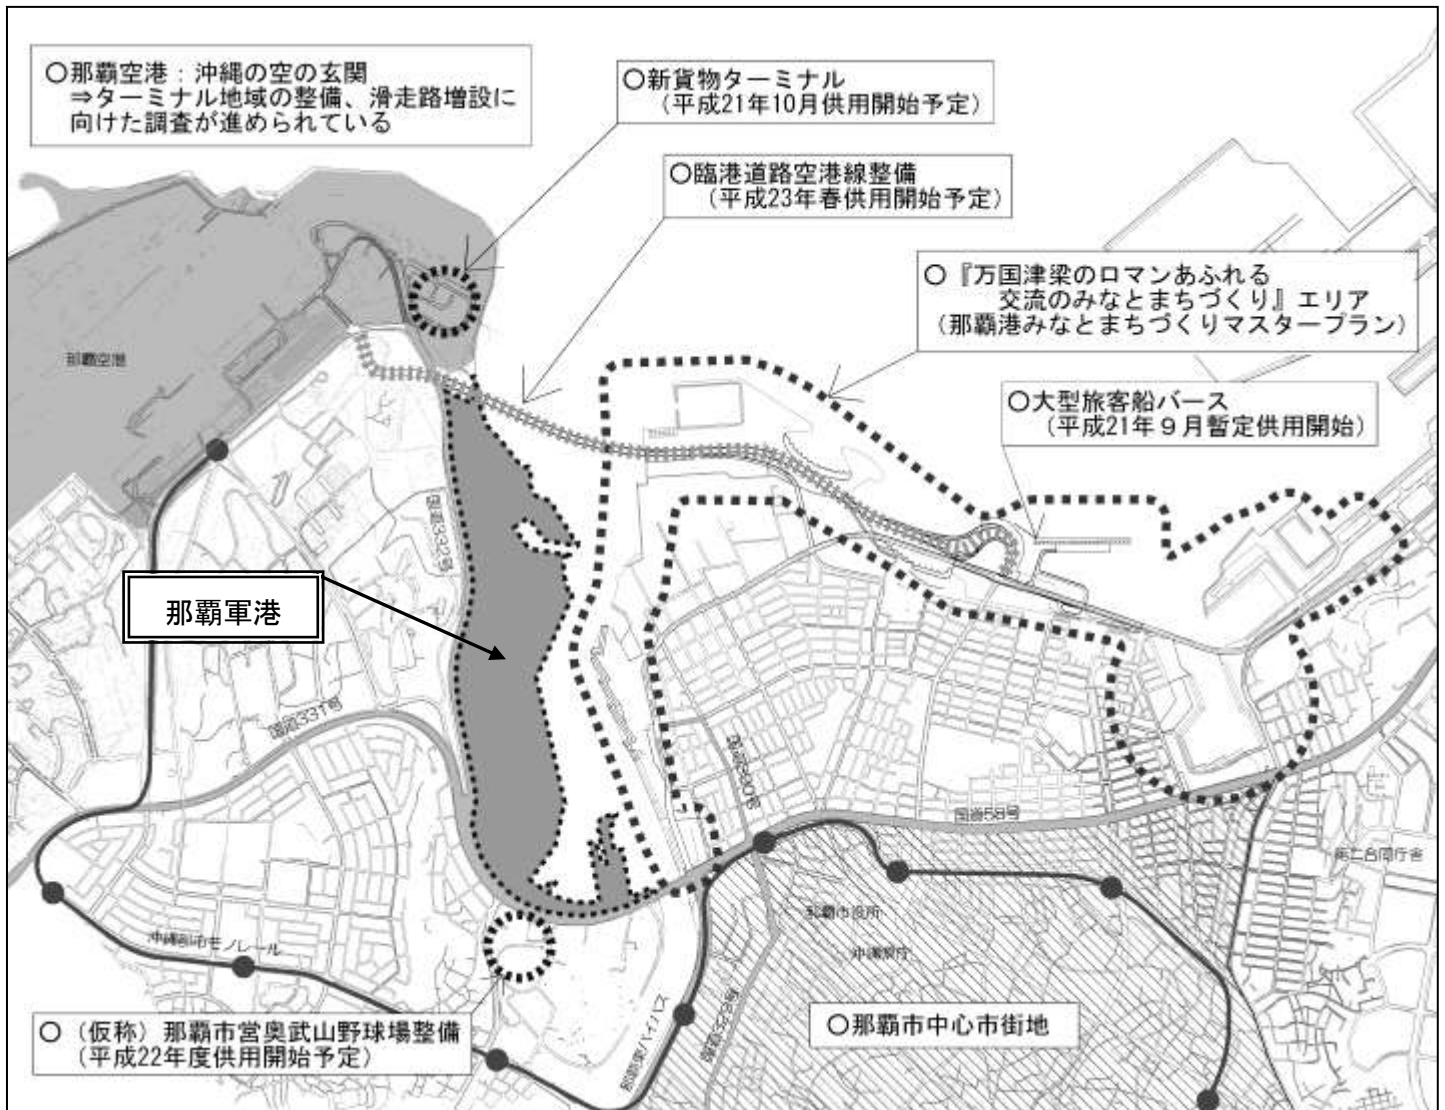 ○那覇空港：沖縄の空の玄関
⇒ターミナル地域の整備、滑走路増設に
向けた調査が進められている
○新貨物ターミナル
（平成21年10月供用開始予定）
○臨港道路空港線整備
（平成23年春供用開始予定）
○『万国津梁のロマンあふれる
交流のみなとまちづくり』エリア
（那覇港みなとまちづくりマスタープラン）
○大型旅客船バース
（平成21年９月暫定供用開始）
那覇空港
国道332号
那覇軍港
国道331号
国道58号
第二合同庁舎
那覇市役所
沖縄県庁
沖縄都市モノレール
○（仮称）那覇市営奥武山野球場整備
（平成22年度供用開始予定）
○那覇市中心市街地